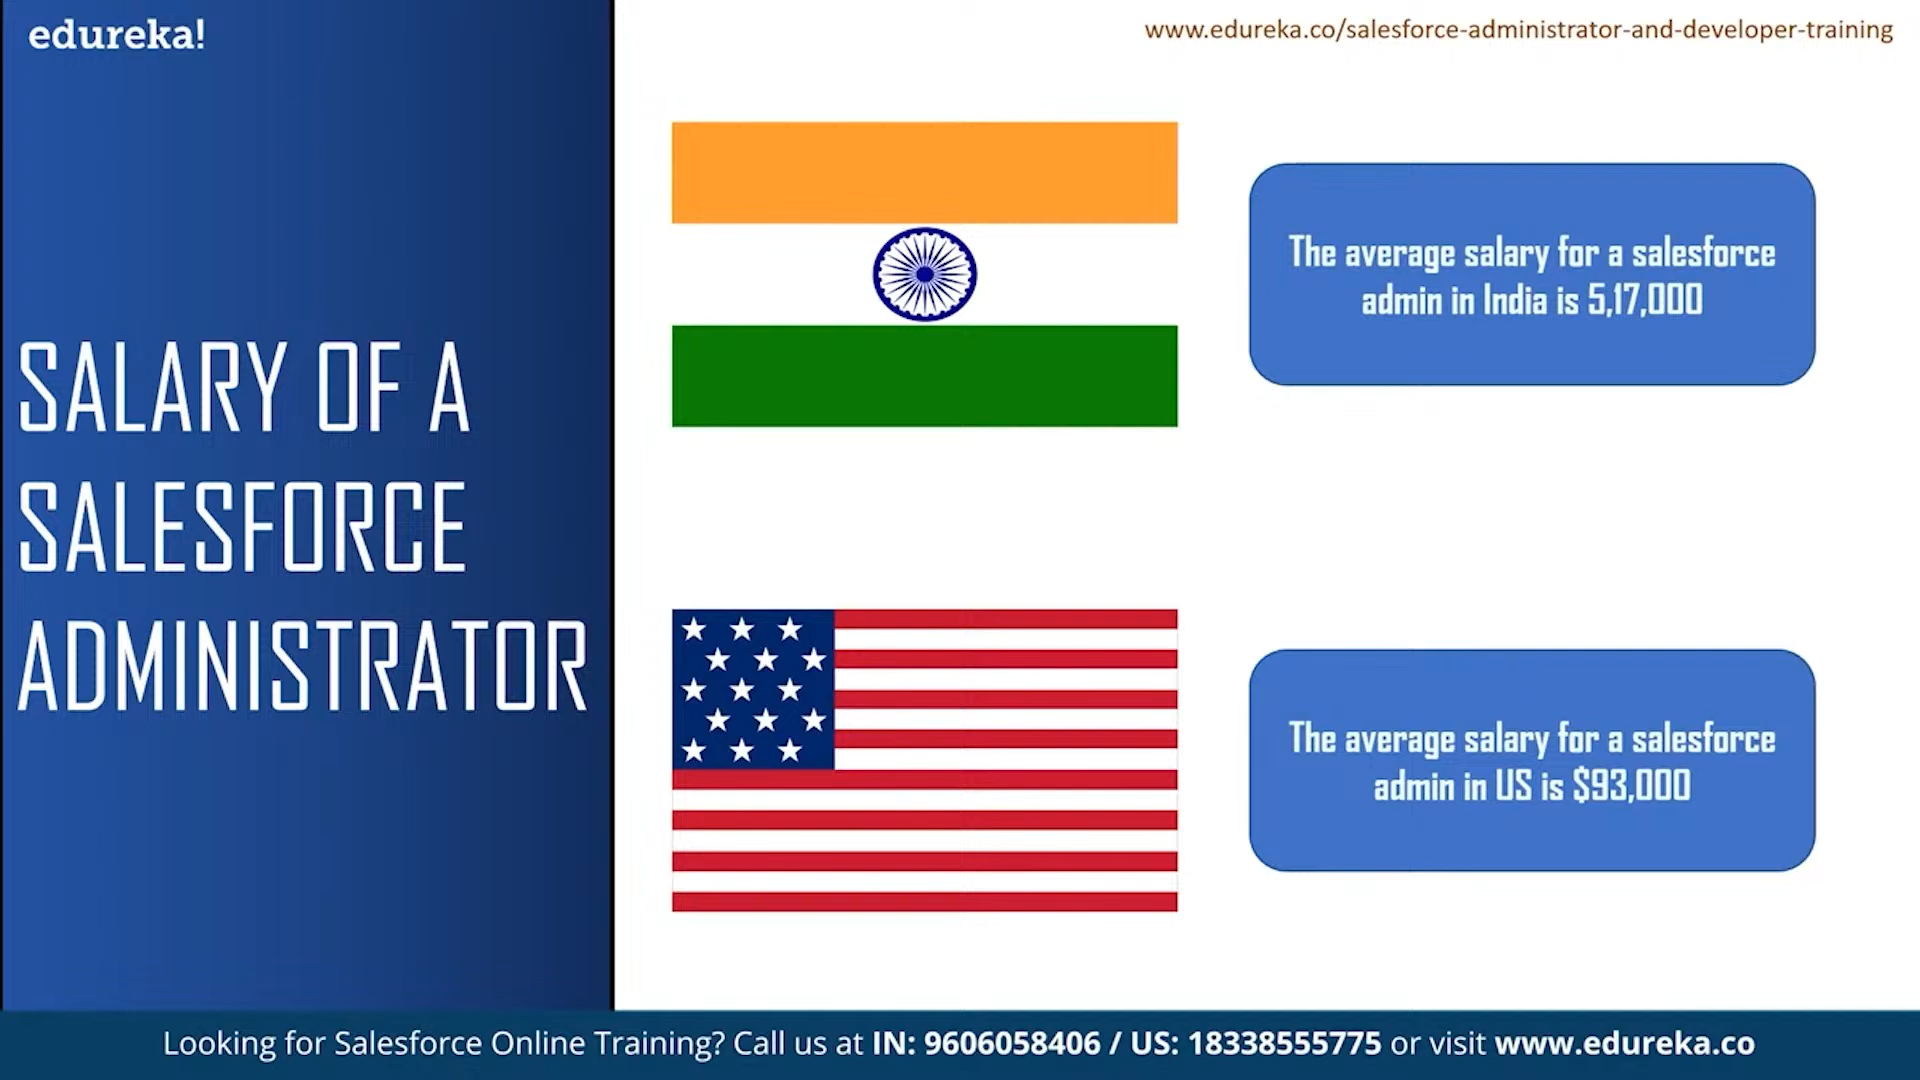 edureka!
www.edureka.co/salesforce-administrator-and-developer-training
SALARY OF A
SALESFORCE
ADMINISTRATOR
The average salary for a salesforce
admin in India is 5,17,000
The average salary for a salesforce
admin in US is $93,000
Looking for Salesforce Online Training? Call us at IN: 9606058406 / US: 18338555775 or visit www.edureka.co